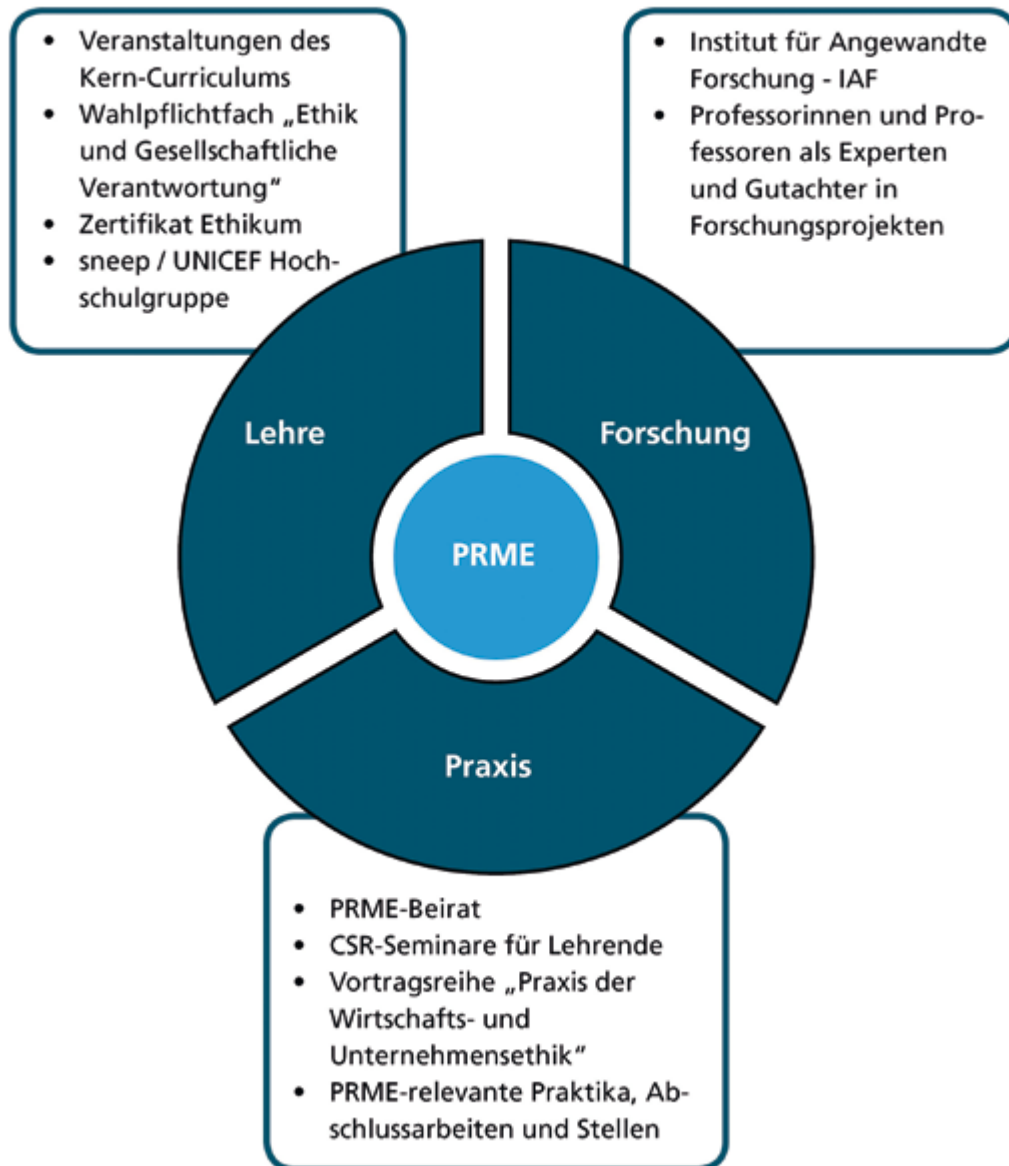 • Veranstaltungen des
Kern-Curriculums
• Wahlpflichtfach „Ethik
und Gesellschaftliche
Verantwortung“
• Zertifikat Ethikum
• sneep / UNICEF Hoch-
schulgruppe
• Institut für Angewandte
Forschung - IAF
• Professorinnen und Pro-
fessoren als Experten
und Gutachter in
Forschungsprojekten
Lehre
Forschung
PRME
Praxis
• PRME-Beirat
• CSR-Seminare für Lehrende
• Vortragsreihe „Praxis der
Wirtschafts- und
Unternehmensethik“
• PRME-relevante Praktika, Ab-
schlussarbeiten und Stellen